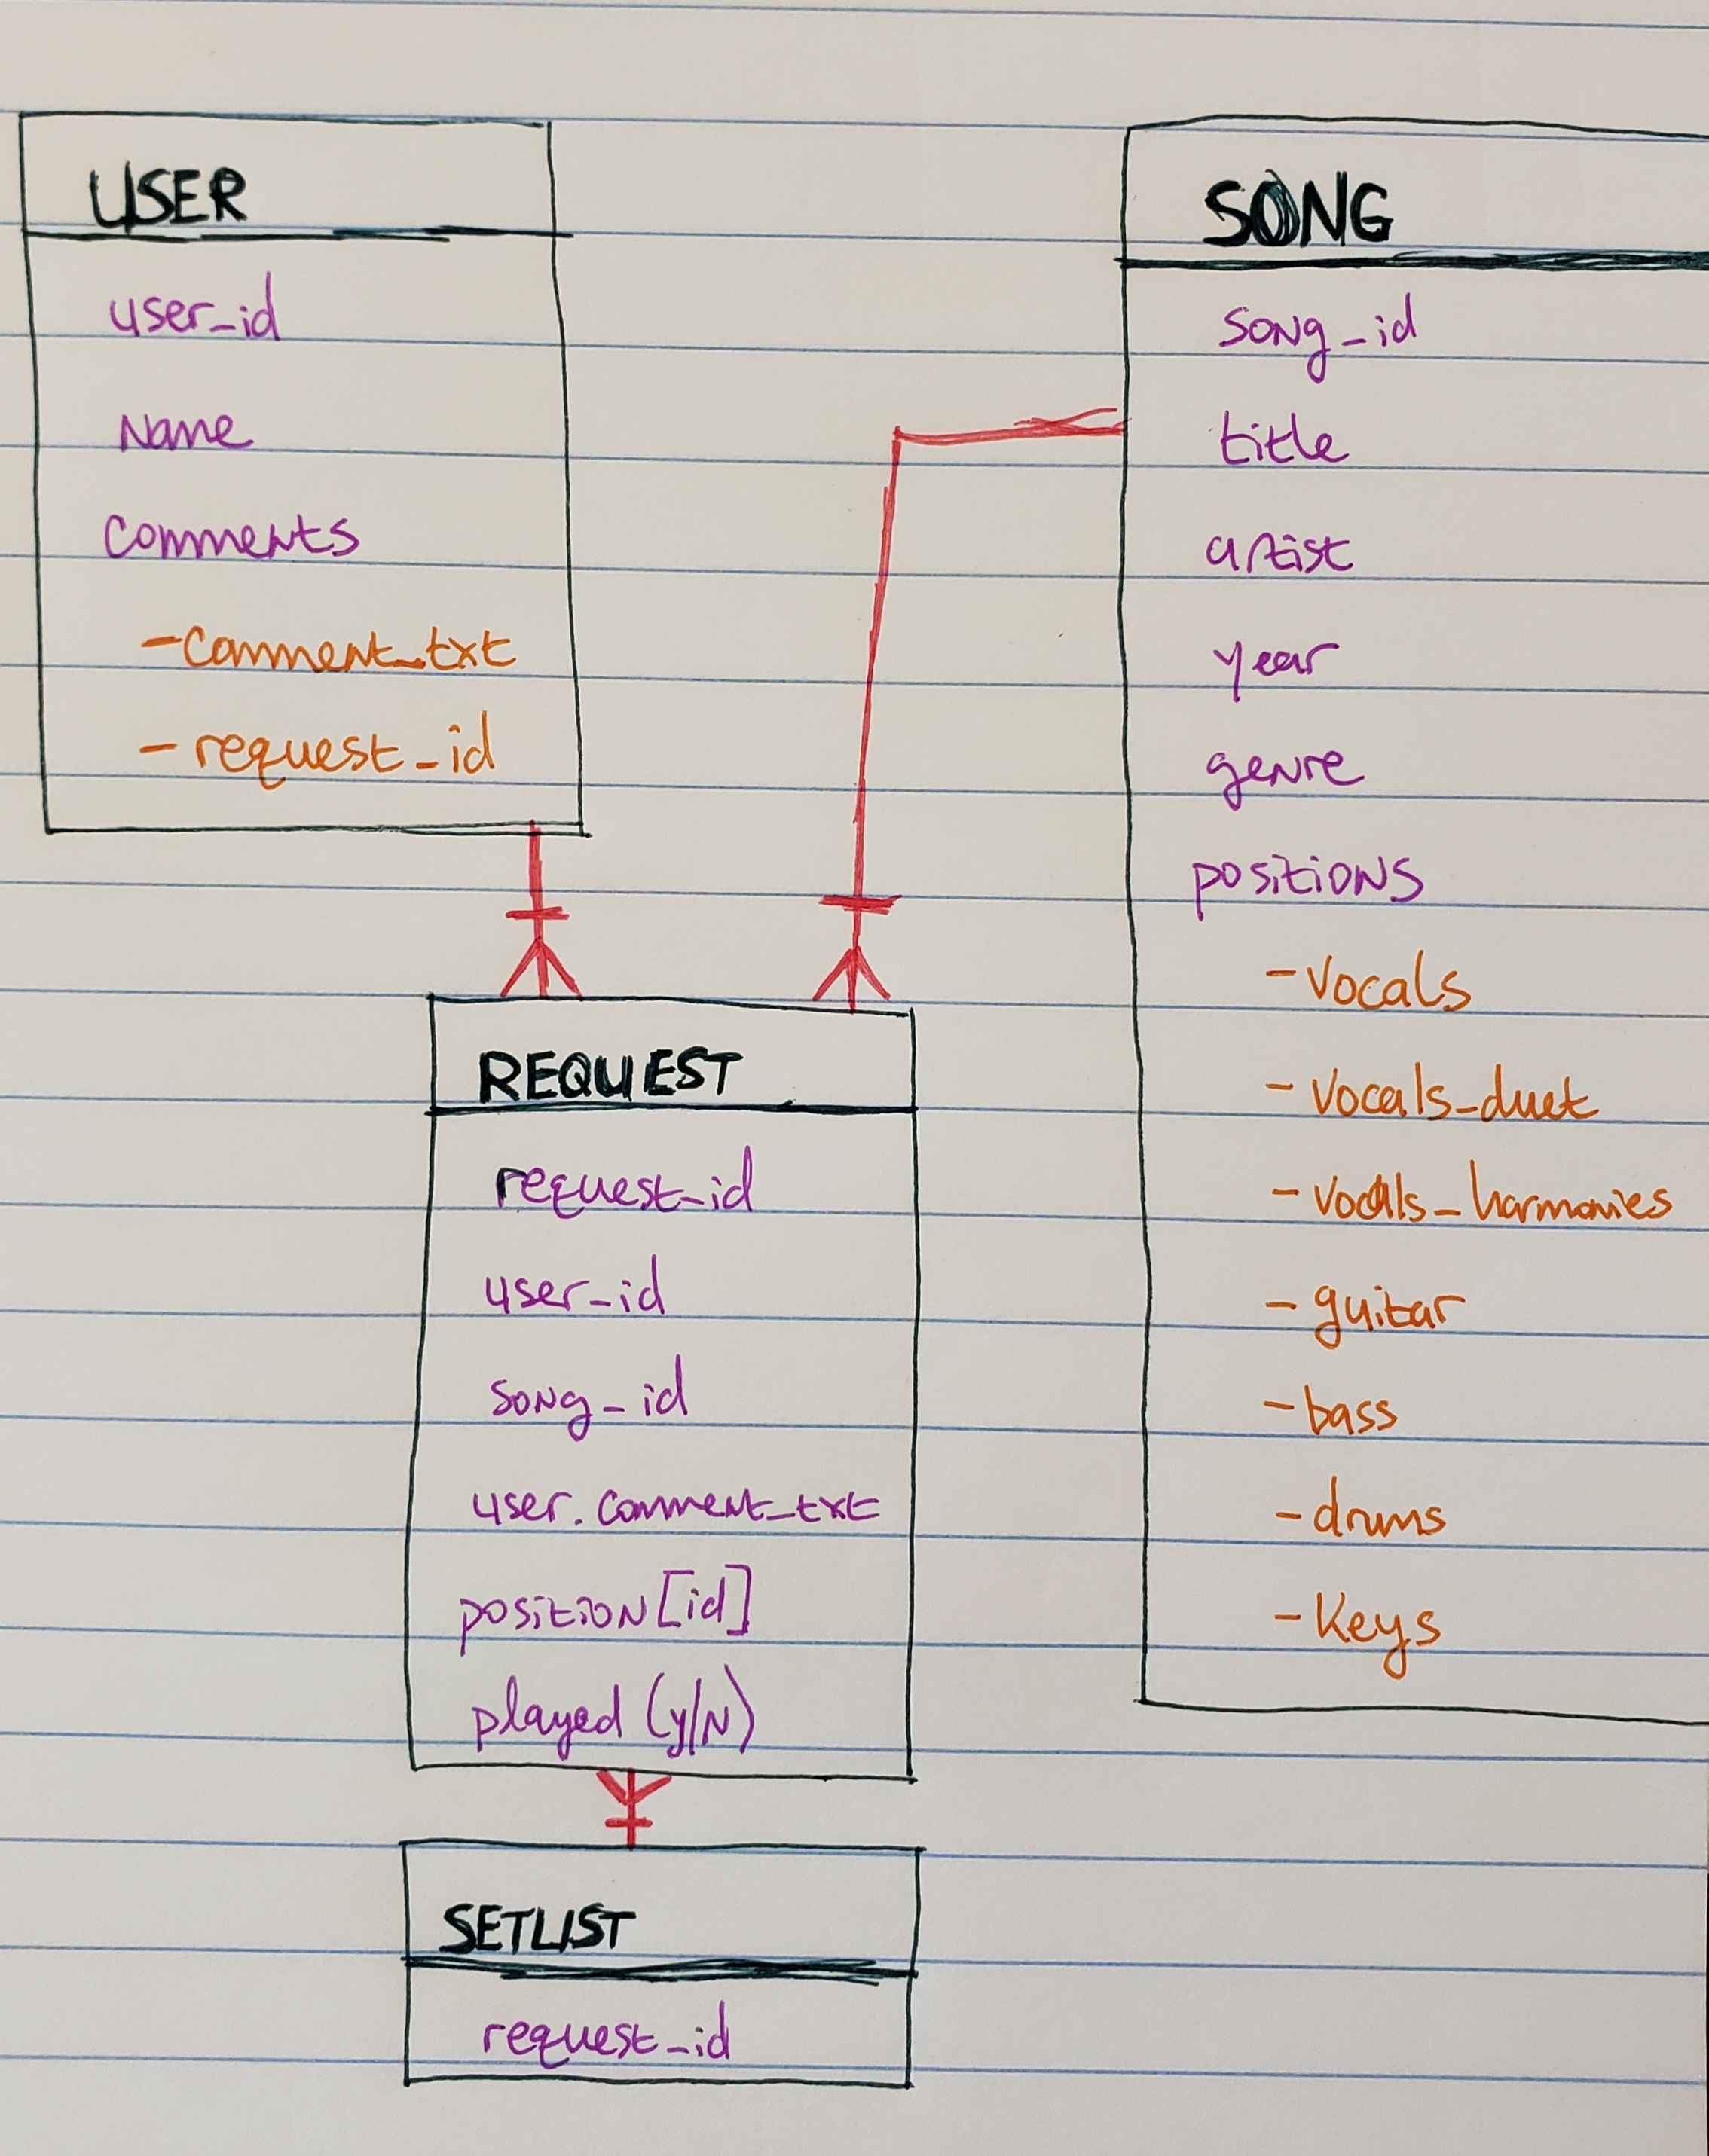 USER
user_id
Name
Comments
- Comment_txt
- request_id
SONG
song_id
title
artist
year
genre
positions
- Vocals
- Vocals_duet
- Vocals_harmonies
- guitar
- bass
- drums
- Keys
REQUEST
request_id
user_id
song_id
user.comment_txt
position[id]
played (y/N)
SETLIST
request_id